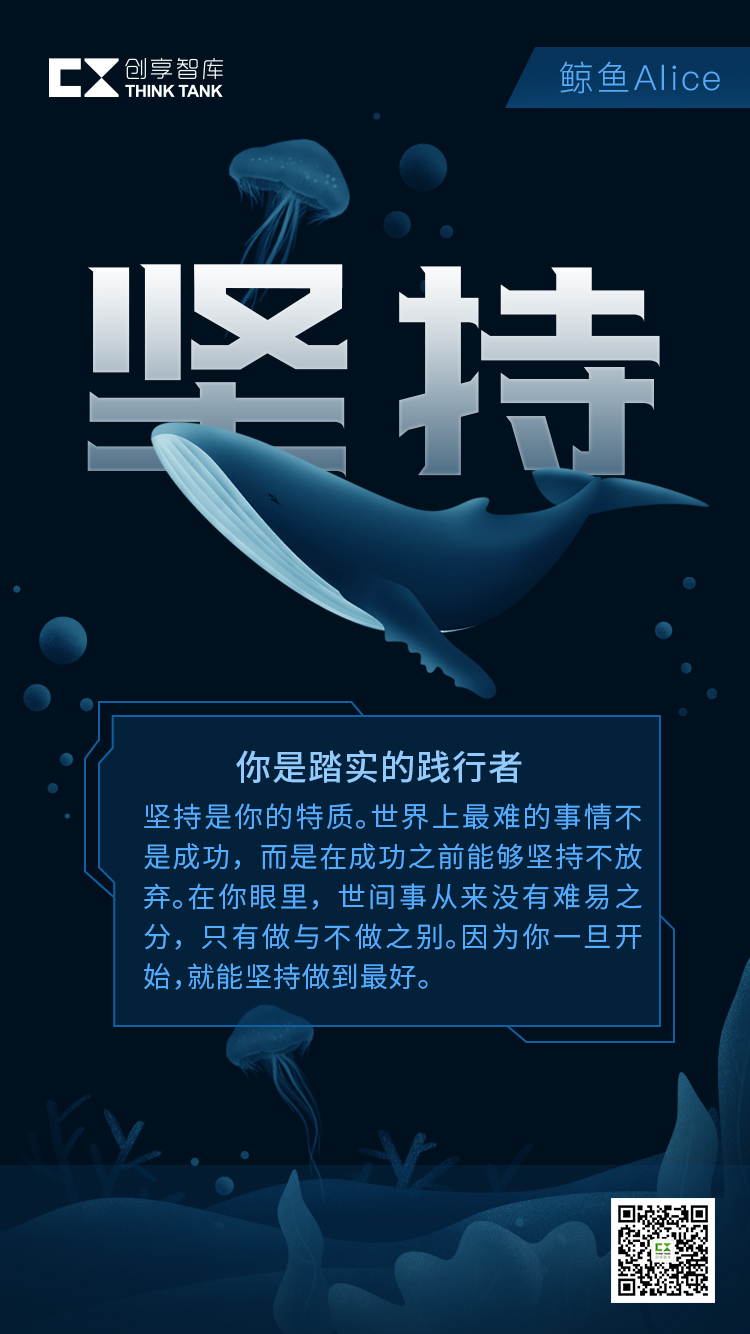 创享智库
THINK TANK
鲸鱼Alice
坚持
你是踏实的践行者
坚持是你的特质。世界上最难的事情不
是成功，而是在成功之前能够坚持不放
弃。在你眼里，世间事从来没有难易之
分，只有做与不做之别。因为你一旦开
始，就能坚持做到最好。